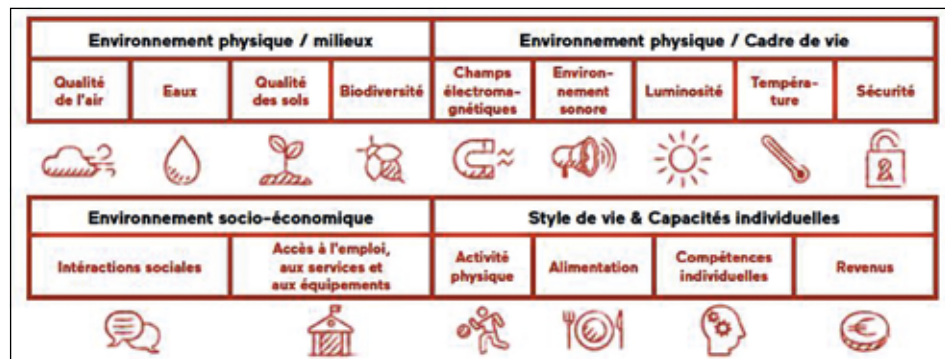 Environnement physique / milieux
Environnement physique / Cadre de vie
Qualité
de l'air
Eaux
Qualité
des sols
Biodiversité
Champs
électroma-
gnétiques
Environ-
nement
sonore
Luminosité
Tempéra-
ture
Sécurité
Environnement socio-économique
Style de vie & Capacités individuelles
Intéractions sociales
Accès à l'emploi,
aux services et
aux équipements
Activité
physique
Alimentation
Compétences
individuelles
Revenus